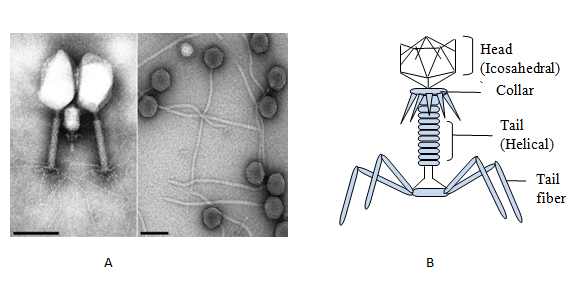 Head
(Icosahedral)
Collar
Tail
(Helical)
Tail
fiber
A
B